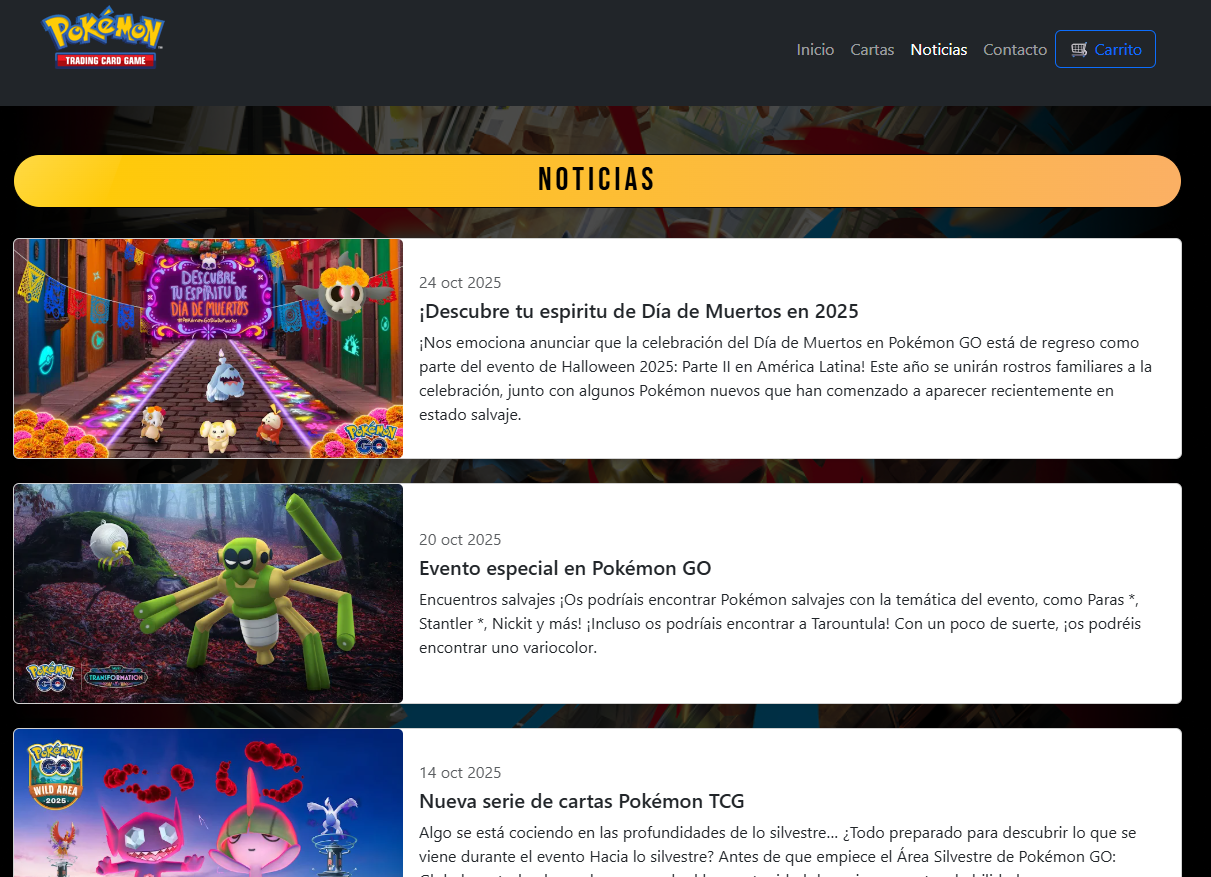 POKÉMON
TRADING CARD GAME
Inicio Cartas Noticias Contacto Carrito
NOTICIAS
DESCUBRE
TU ESPÍRITU DE
DÍA DE MUERTOS
POKÉMON
GO
24 oct 2025
¡Descubre tu espiritu de Día de Muertos en 2025
¡Nos emociona anunciar que la celebración del Día de Muertos en Pokémon GO está de regreso como
parte del evento de Halloween 2025: Parte II en América Latina! Este año se unirán rostros familiares a la
celebración, junto con algunos Pokémon nuevos que han comenzado a aparecer recientemente en
estado salvaje.
POKÉMON
GO
TRANSFORMATION
20 oct 2025
Evento especial en Pokémon GO
Encuentros salvajes ¡Os podríais encontrar Pokémon salvajes con la temática del evento, como Paras *,
Stantler *, Nickit y más! ¡Incluso os podríais encontrar a Tarountula! Con un poco de suerte, ¡os podréis
encontrar uno variocolor.
POKÉMON
GO
WILD AREA
2025
14 oct 2025
Nueva serie de cartas Pokémon TCG
Algo se está cociendo en las profundidades de lo silvestre... ¿Todo preparado para descubrir lo que se
viene durante el evento Hacia lo silvestre? Antes de que empiece el Área Silvestre de Pokémon GO: